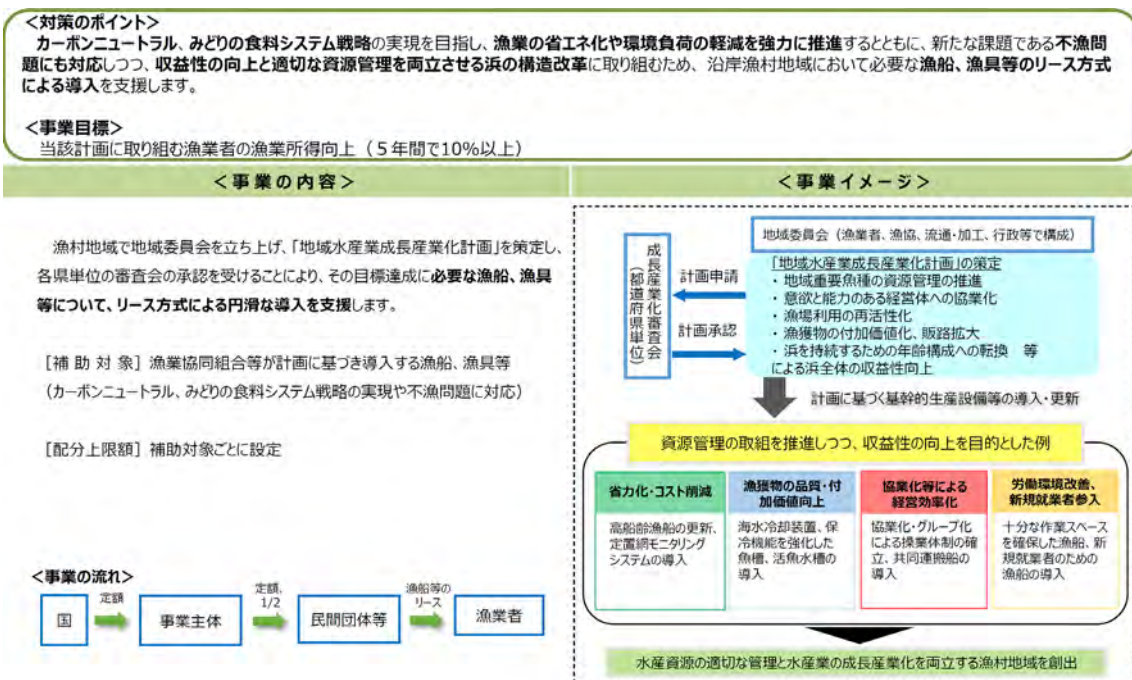 <対策のポイント>
カーボンニュートラル、みどりの食料システム戦略の実現を目指し、漁業の省エネ化や環境負荷の軽減を強力に推進するとともに、新たな課題である不漁問
題にも対応しつつ、収益性の向上と適切な資源管理を両立させる浜の構造改革に取り組むため、沿岸漁村地域において必要な漁船、漁具等のリース方式
による導入を支援します。
<事業目標>
当該計画に取り組む漁業者の漁業所得向上(5年間で10%以上)
<事業の内容>
漁村地域で地域委員会を立ち上げ、「地域水産業成長産業化計画」を策定し、
各県単位の審査会の承認を受けることにより、その目標達成に必要な漁船、漁具
等について、リース方式による円滑な導入を支援します。
[補助対象] 漁業協同組合等が計画に基づき導入する漁船、漁具等
(カーボンニュートラル、みどりの食料システム戦略の実現や不漁問題に対応)
[配分上限額] 補助対象ごとに設定
<事業の流れ>
国
定額
事業主体
定額、
1/2
民間団体等
漁船等の
リース
漁業者
<事業イメージ>
成長産業化審査会
(都道府県単位)
計画申請
計画承認
地域委員会(漁業者、漁協、流通・加工、行政等で構成)
「地域水産業成長産業化計画」の策定
・地域重要魚種の資源管理の推進
・意欲と能力のある経営体への協業化
・漁場利用の再活性化
・漁獲物の付加価値化、販路拡大
・浜を持続するための年齢構成への転換 等
による浜全体の収益性向上
計画に基づく基幹的生産設備等の導入・更新
資源管理の取組を推進しつつ、収益性の向上を目的とした例
省力化・コスト削減
高船齢漁船の更新、
定置網モニタリング
システムの導入
漁獲物の品質・付
加価値向上
海水冷却装置、保
冷機能を強化した
魚槽、活魚水槽の
導入
協業化等による
経営効率化
協業化・グループ化
による操業体制の確
立、共同運搬船の
導入
労働環境改善、
新規就業者参入
十分な作業スペース
を確保した漁船、新
規就業者のための
漁船の導入
水産資源の適切な管理と水産業の成長産業化を両立する漁村地域を創出